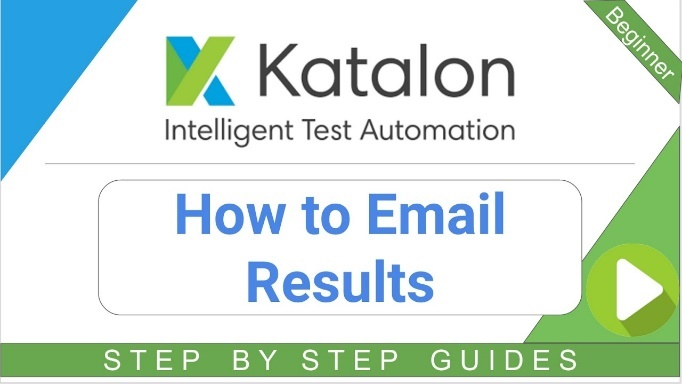 Beginner
Katalon
Intelligent Test Automation
How to Email
Results
STEP BY STEP GUIDES